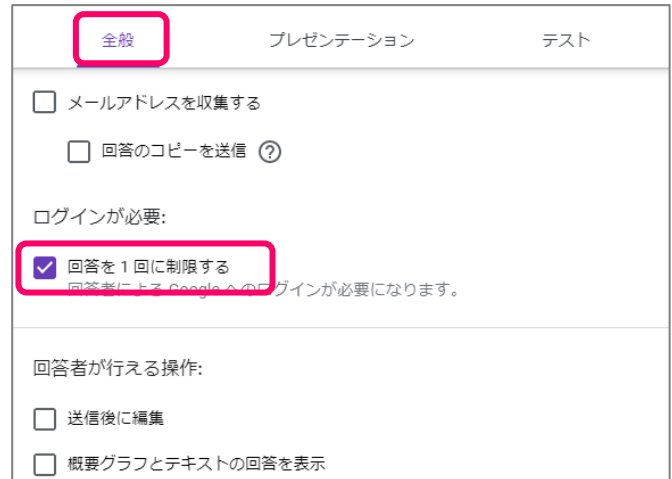 全般 プレゼンテーション テスト
メールアドレスを収集する
回答のコピーを送信 ?
ログインが必要:
回答を1回に制限する
回答者による Google へのログインが必要になります。
回答者が行える操作:
送信後に編集
概要グラフとテキストの回答を表示